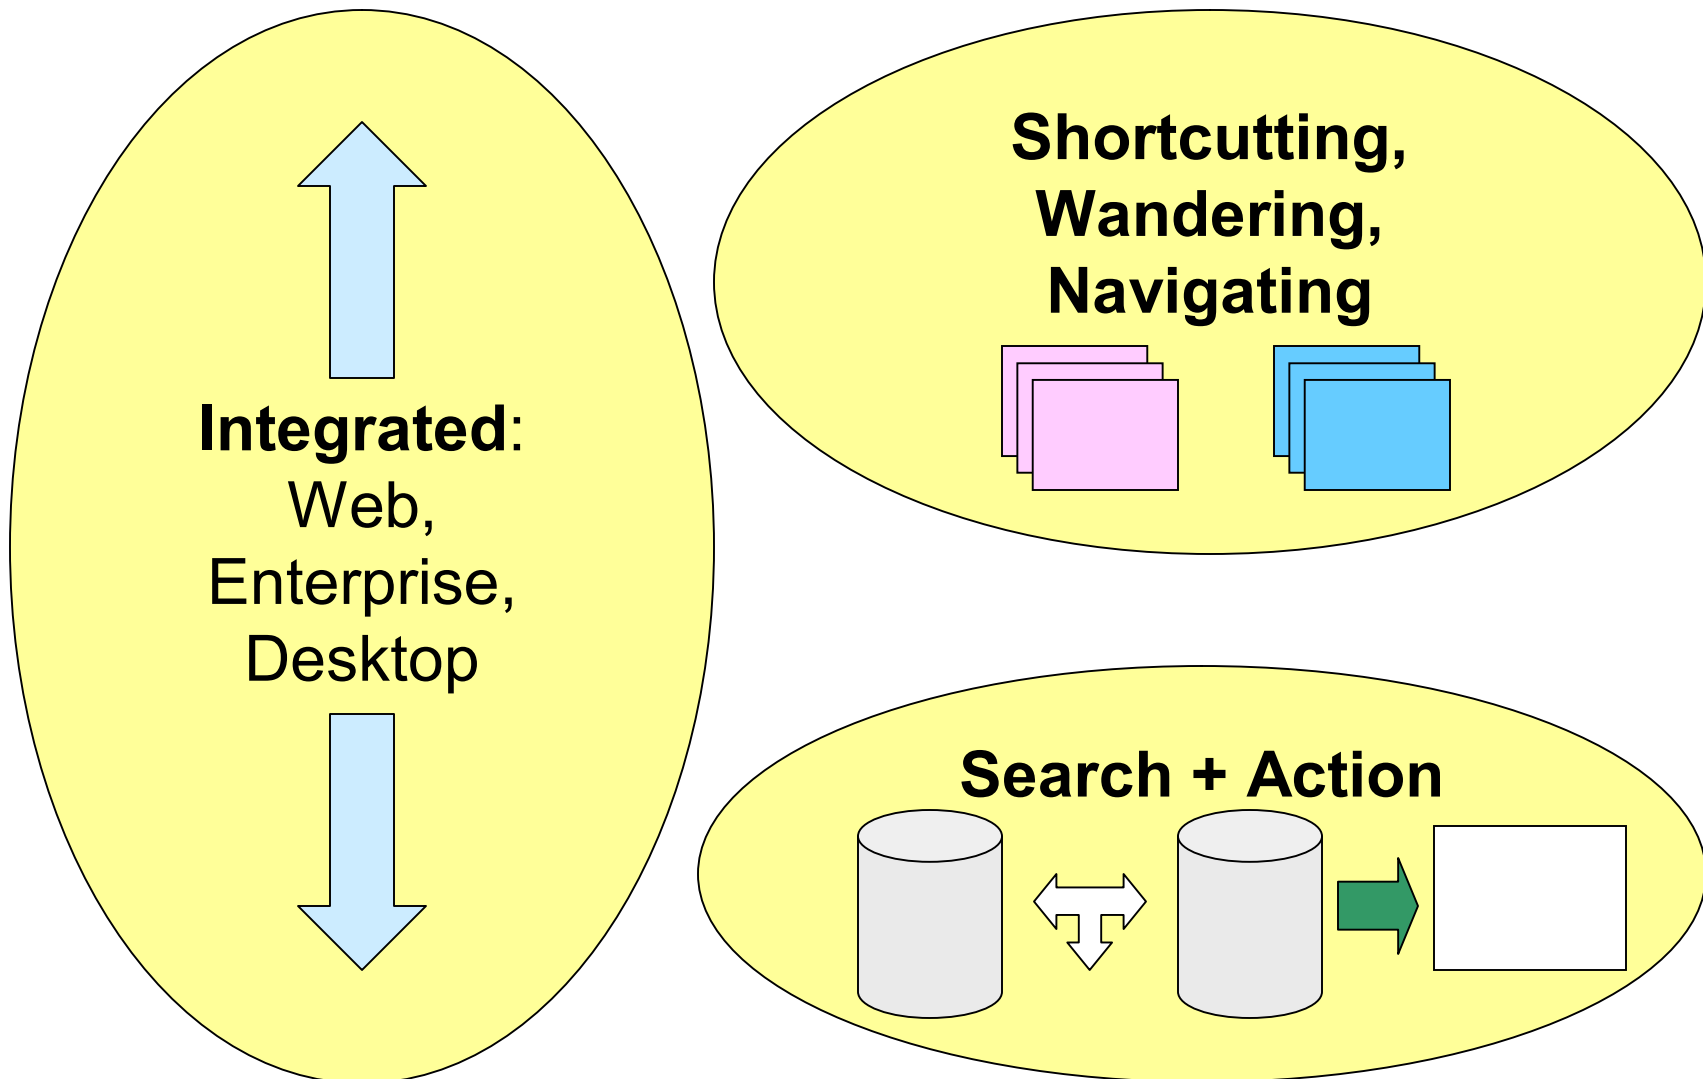 Integrated:
Web,
Enterprise,
Desktop
Shortcutting,
Wandering,
Navigating
Search + Action